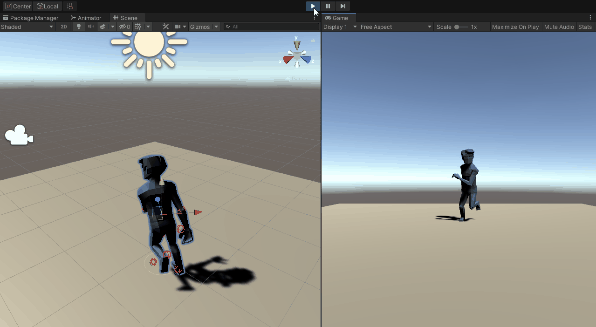 Center Local
Package Manager Animator Scene Game
Shaded 2D Gizmos All Display 1 Free Aspect Scale 1x Maximize On Play Mute Audio Stats